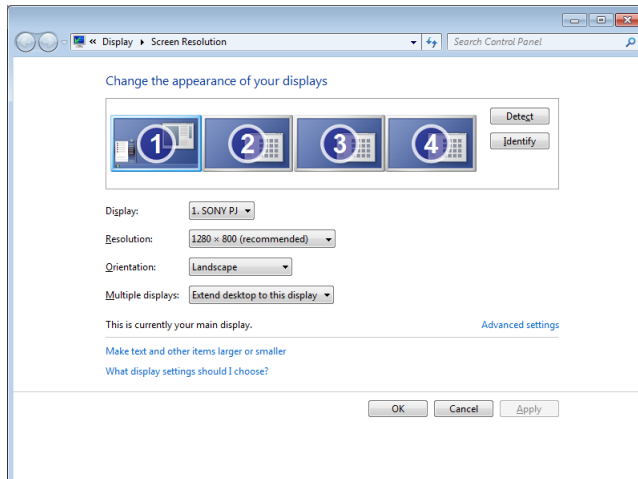 « Display ▸ Screen Resolution Search Control Panel
Change the appearance of your displays
1 2 3 4
Detect
Identify
Display: 1. SONY PJ
Resolution: 1280 × 800 (recommended)
Orientation: Landscape
Multiple displays: Extend desktop to this display
This is currently your main display. Advanced settings
Make text and other items larger or smaller
What display settings should I choose?
OK Cancel Apply